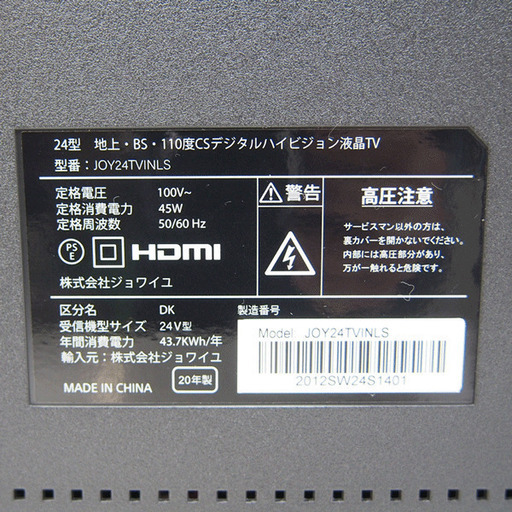 24型 地上・BS・110度CSデジタルハイビジョン液晶TV
型番：JOY24TVINLS
定格電圧 100V~
定格消費電力 45W
定格周波数 50/60 Hz
PS
E
HDMI
株式会社ジョワイユ
警告
高圧注意
サービスマン以外の方は、
裏カバーを開かないでください。
内部には高圧部分があり、
万が一触れると危険です。
区分名 DK
受信機型サイズ 24V型
年間消費電力 43.7KWh/年
輸入元：株式会社ジョワイユ
MADE IN CHINA
20年製
製造番号
Model JOY24TVINLS
2012SW24S1401